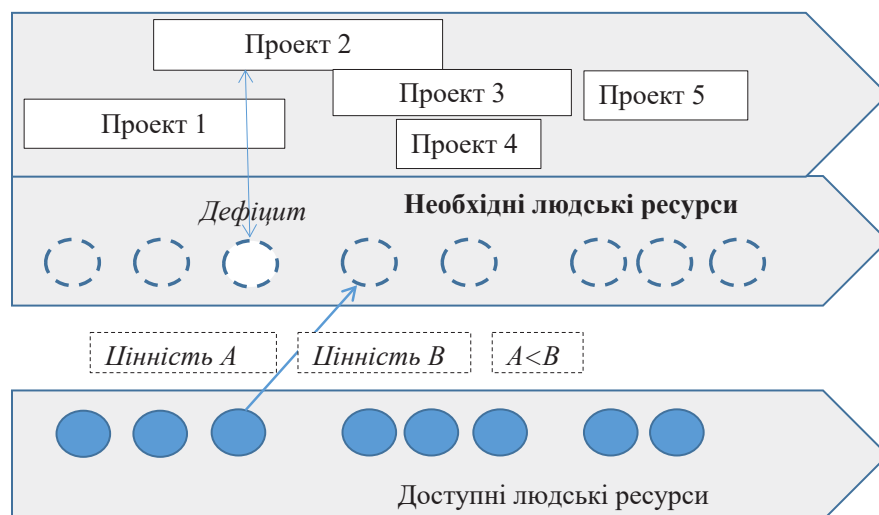 Проект 2
Проект 3
Проект 5
Проект 1
Проект 4
Дефіцит
Необхідні людські ресурси
Цінність А
Цінність В
А<В
Доступні людські ресурси